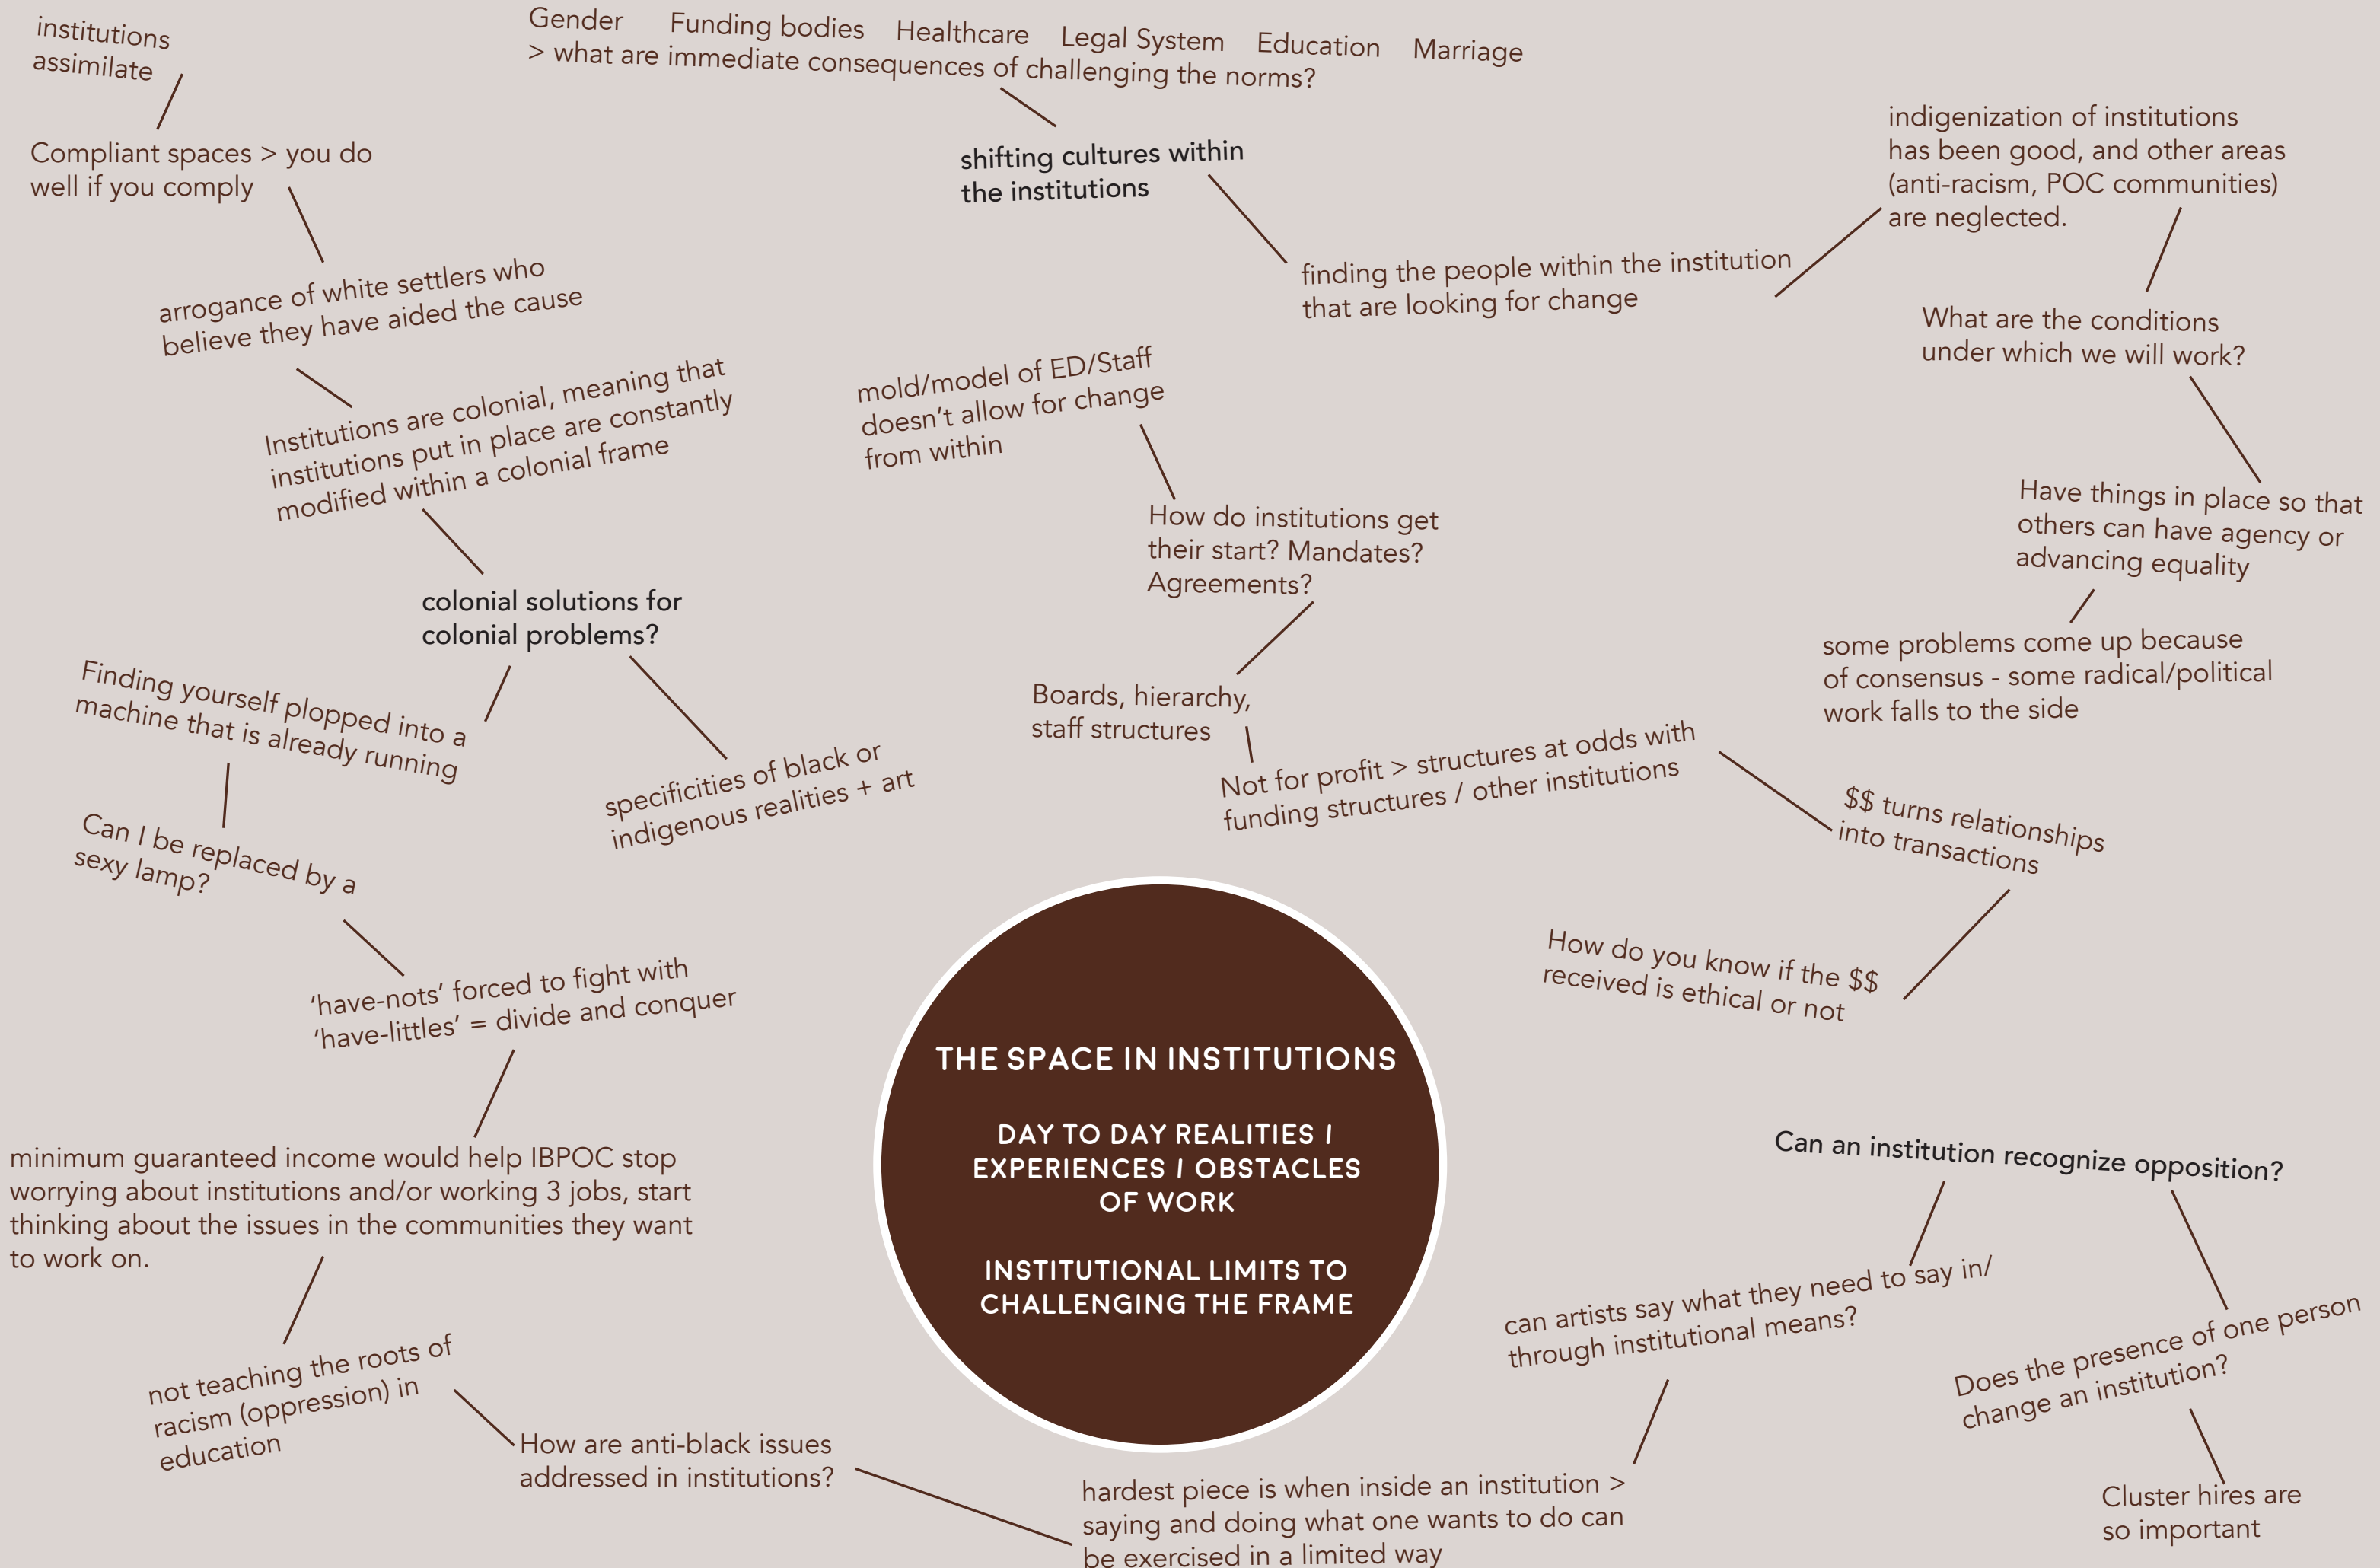 institutions
assimilate
Compliant spaces > you do
well if you comply
arrogance of white settlers who
believe they have aided the cause
Institutions are colonial, meaning that
institutions put in place are constantly
modified within a colonial frame
colonial solutions for
colonial problems?
specificities of black or
indigenous realities + art
Finding yourself plopped into a
machine that is already running
Can I be replaced by a
sexy lamp?
‘have-nots’ forced to fight with
‘have-littles’ = divide and conquer
minimum guaranteed income would help IBPOC stop
worrying about institutions and/or working 3 jobs, start
thinking about the issues in the communities they want
to work on.
not teaching the roots of
racism (oppression) in
education
How are anti-black issues
addressed in institutions?
hardest piece is when inside an institution >
saying and doing what one wants to do can
be exercised in a limited way
Gender Funding bodies Healthcare Legal System Education Marriage
> what are immediate consequences of challenging the norms?
shifting cultures within
the institutions
finding the people within the institution
that are looking for change
indigenization of institutions
has been good, and other areas
(anti-racism, POC communities)
are neglected.
What are the conditions
under which we will work?
Have things in place so that
others can have agency or
advancing equality
some problems come up because
of consensus - some radical/political
work falls to the side
mold/model of ED/Staff
doesn’t allow for change
from within
How do institutions get
their start? Mandates?
Agreements?
Boards, hierarchy,
staff structures
Not for profit > structures at odds with
funding structures / other institutions
$$ turns relationships
into transactions
How do you know if the $$
received is ethical or not
THE SPACE IN INSTITUTIONS
DAY TO DAY REALITIES /
EXPERIENCES / OBSTACLES
OF WORK
INSTITUTIONAL LIMITS TO
CHALLENGING THE FRAME
Can an institution recognize opposition?
can artists say what they need to say in/
through institutional means?
Does the presence of one person
change an institution?
Cluster hires are
so important